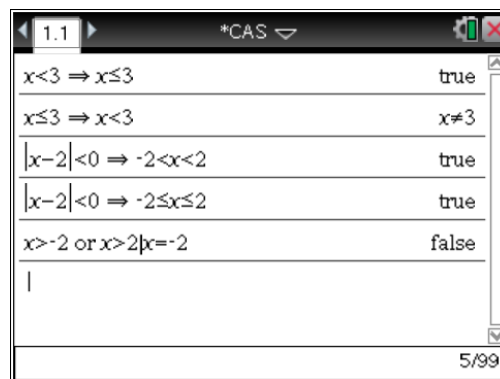 1.1 *CAS
x<3 ⇒ x≤3 true
x≤3 ⇒ x<3 x≠3
|x−2|<0 ⇒ -2<x<2 true
|x−2|<0 ⇒ -2≤x≤2 true
x>-2 or x>2|x=-2 false
5/99